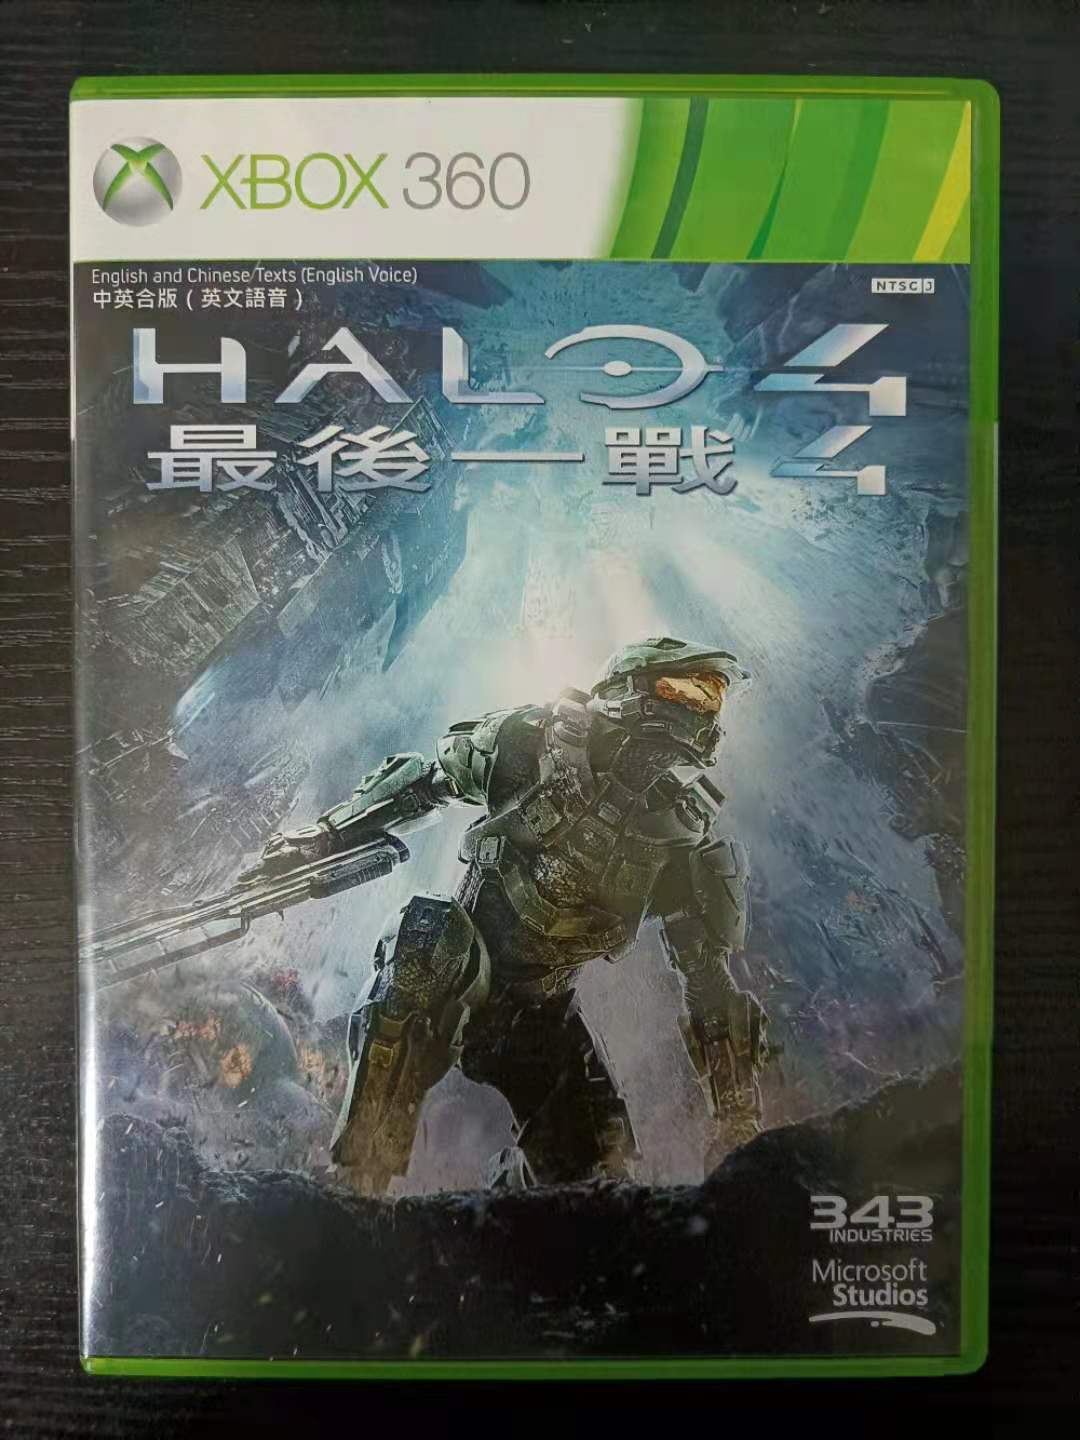 XBOX 360
English and Chinese Texts (English Voice)
中英合版（英文語音）
NTSC J
HALO 4
最後一戰 4
343
INDUSTRIES
Microsoft
Studios